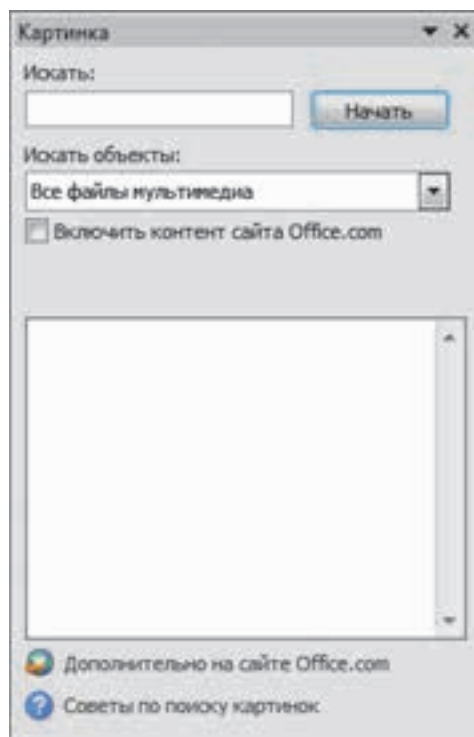 Картинка
Искать:
Начать
Искать объекты:
Все файлы мультимедиа
Включить контент сайта Office.com
Дополнительно на сайте Office.com
Советы по поиску картинок